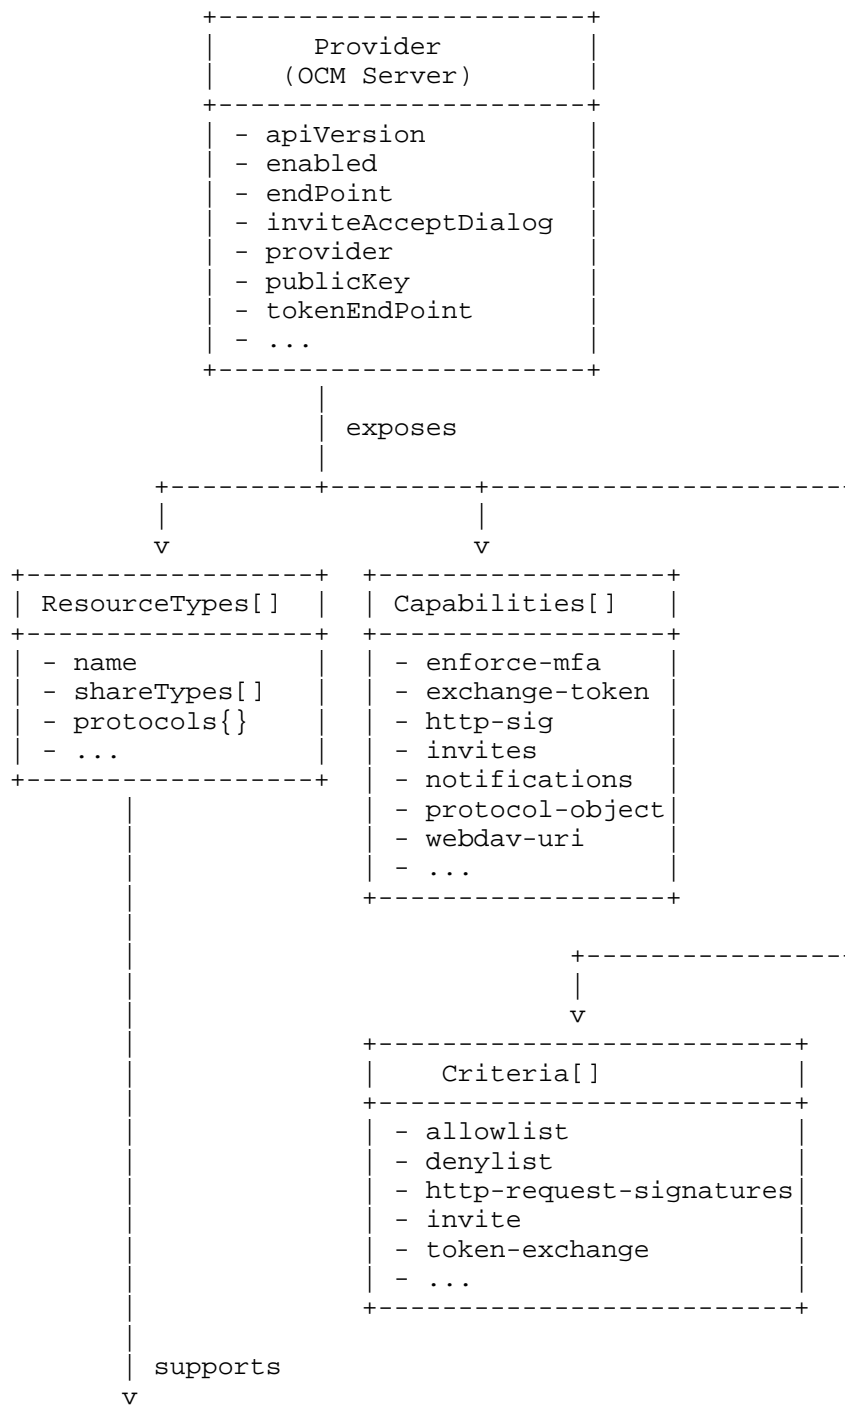 Provider
(OCM Server)
- apiVersion
- enabled
- endPoint
- inviteAcceptDialog
- provider
- publicKey
- tokenEndPoint
- ...
exposes
v v
ResourceTypes[] Capabilities[]
- name
- shareTypes[]
- protocols{}
- ...
- enforce-mfa
- exchange-token
- http-sig
- invites
- notifications
- protocol-object
- webdav-uri
- ...
v
Criteria[]
- allowlist
- denylist
- http-request-signatures
- invite
- token-exchange
- ...
supports
v